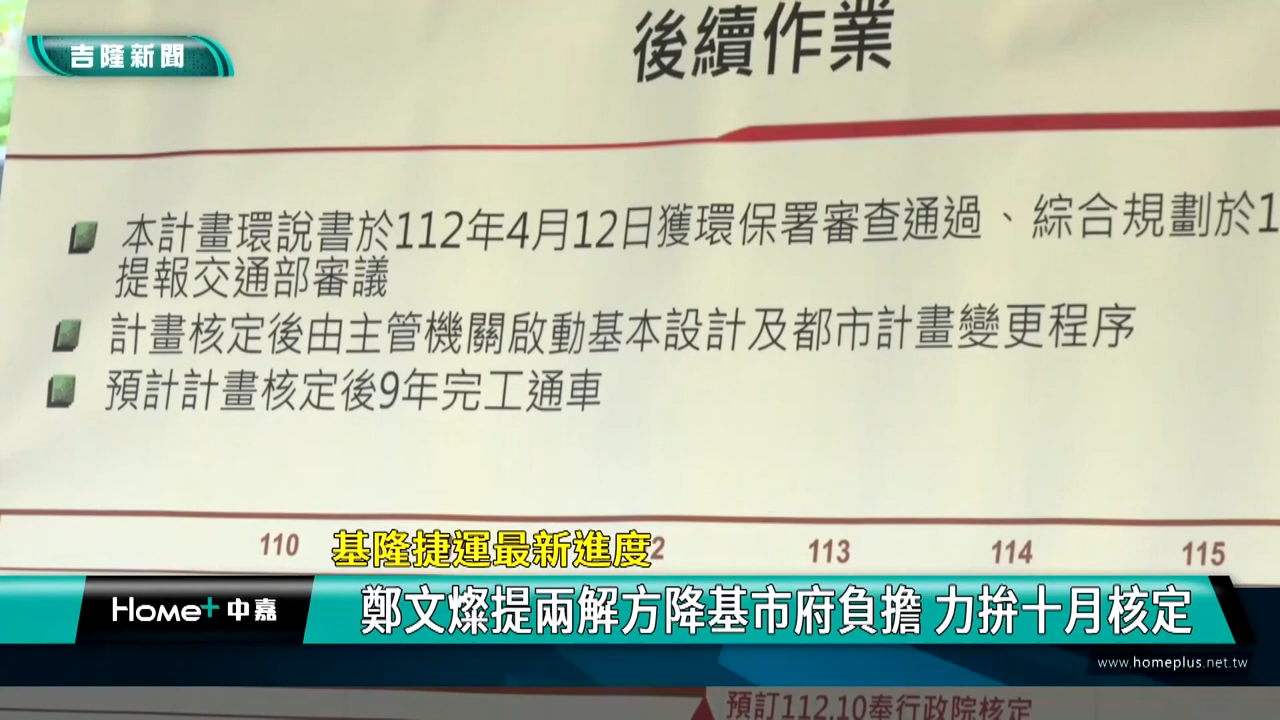 吉隆新聞
後續作業
本計畫環說書於112年4月12日獲環保署審查通過、綜合規劃於1
提報交通部審議
計畫核定後由主管機關啟動基本設計及都市計畫變更程序
預計計畫核定後9年完工通車
110 2 113 114 115
基隆捷運最新進度
鄭文燦提兩解方降基市府負擔 力拚十月核定
Home+中嘉
www.homeplus.net.tw
預訂112.10奉行政院核定